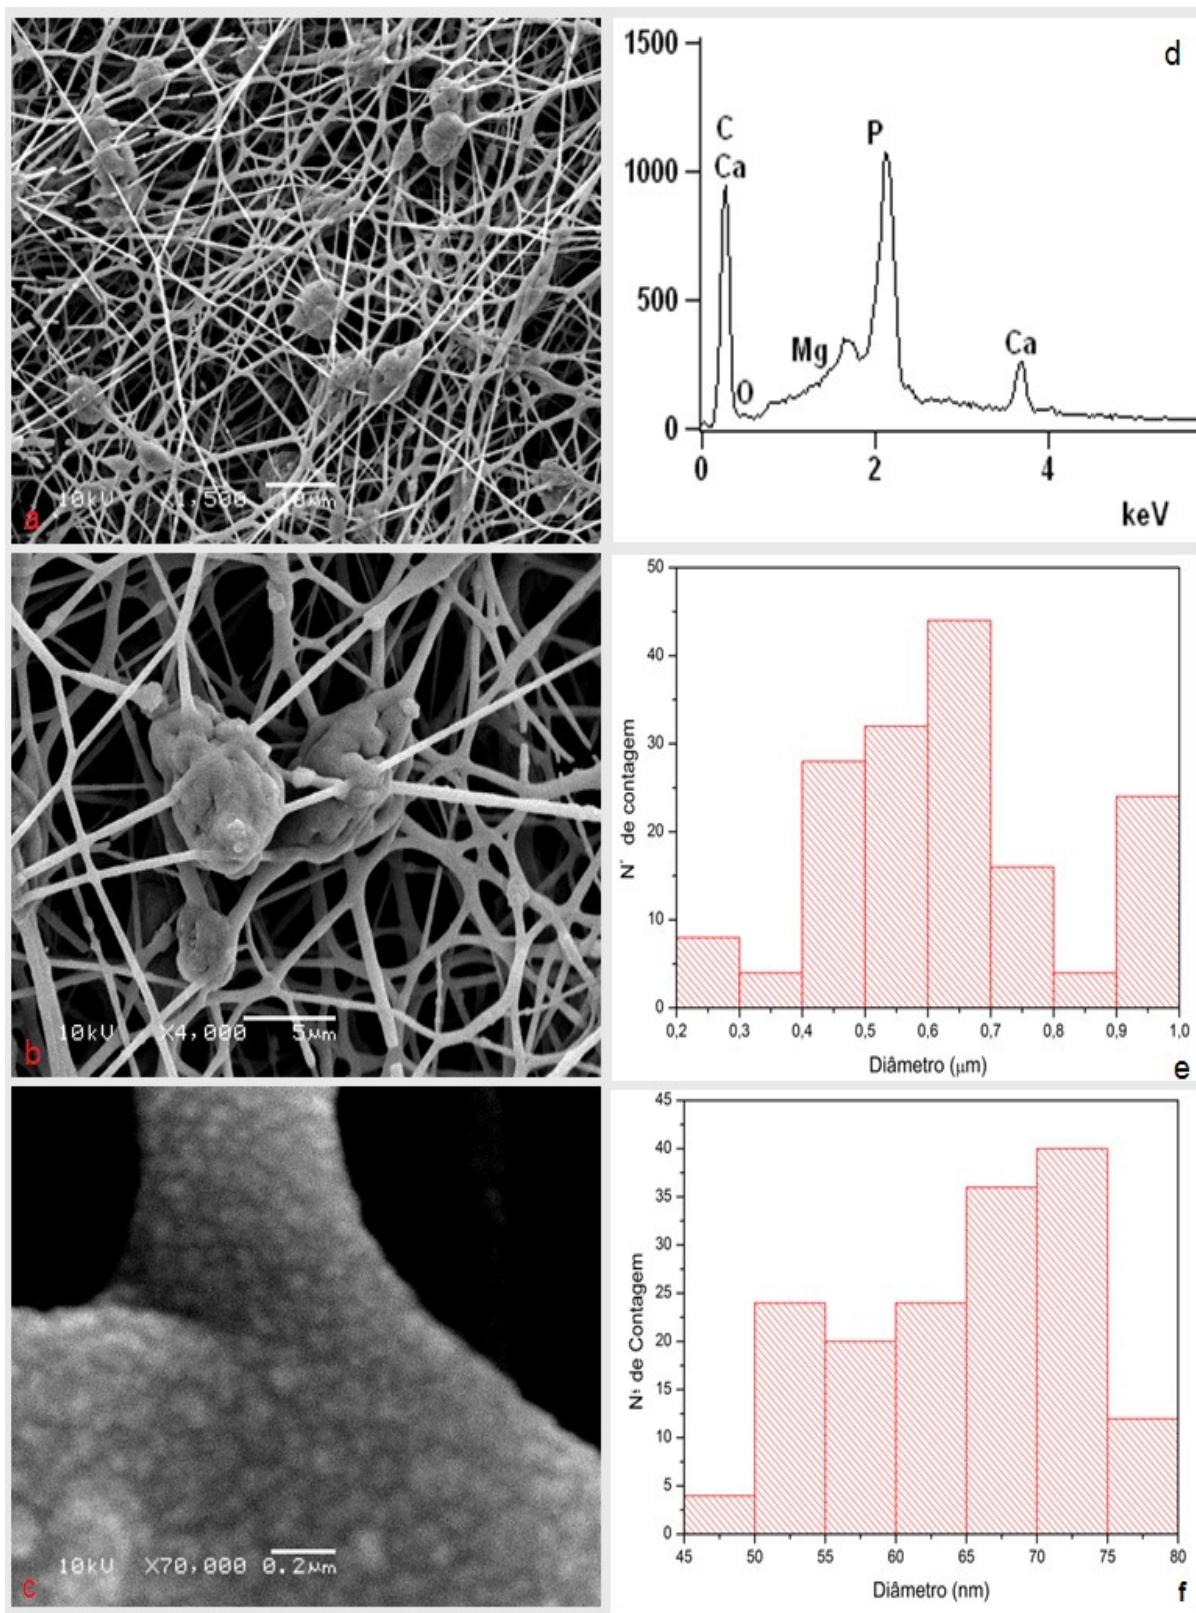 10kV X1,500 10µm
a
1500
d
C
Ca
P
1000
500
Mg
Ca
O
0
0 2 4
keV
10kV X4,000 5µm
b
50
40
30
20
10
0
N° de contagem
0,2 0,3 0,4 0,5 0,6 0,7 0,8 0,9 1,0
Diâmetro (µm)
e
10kV X70,000 0.2µm
c
45
40
35
30
25
20
15
10
5
0
Nº de Contagem
45 50 55 60 65 70 75 80
Diâmetro (nm)
f